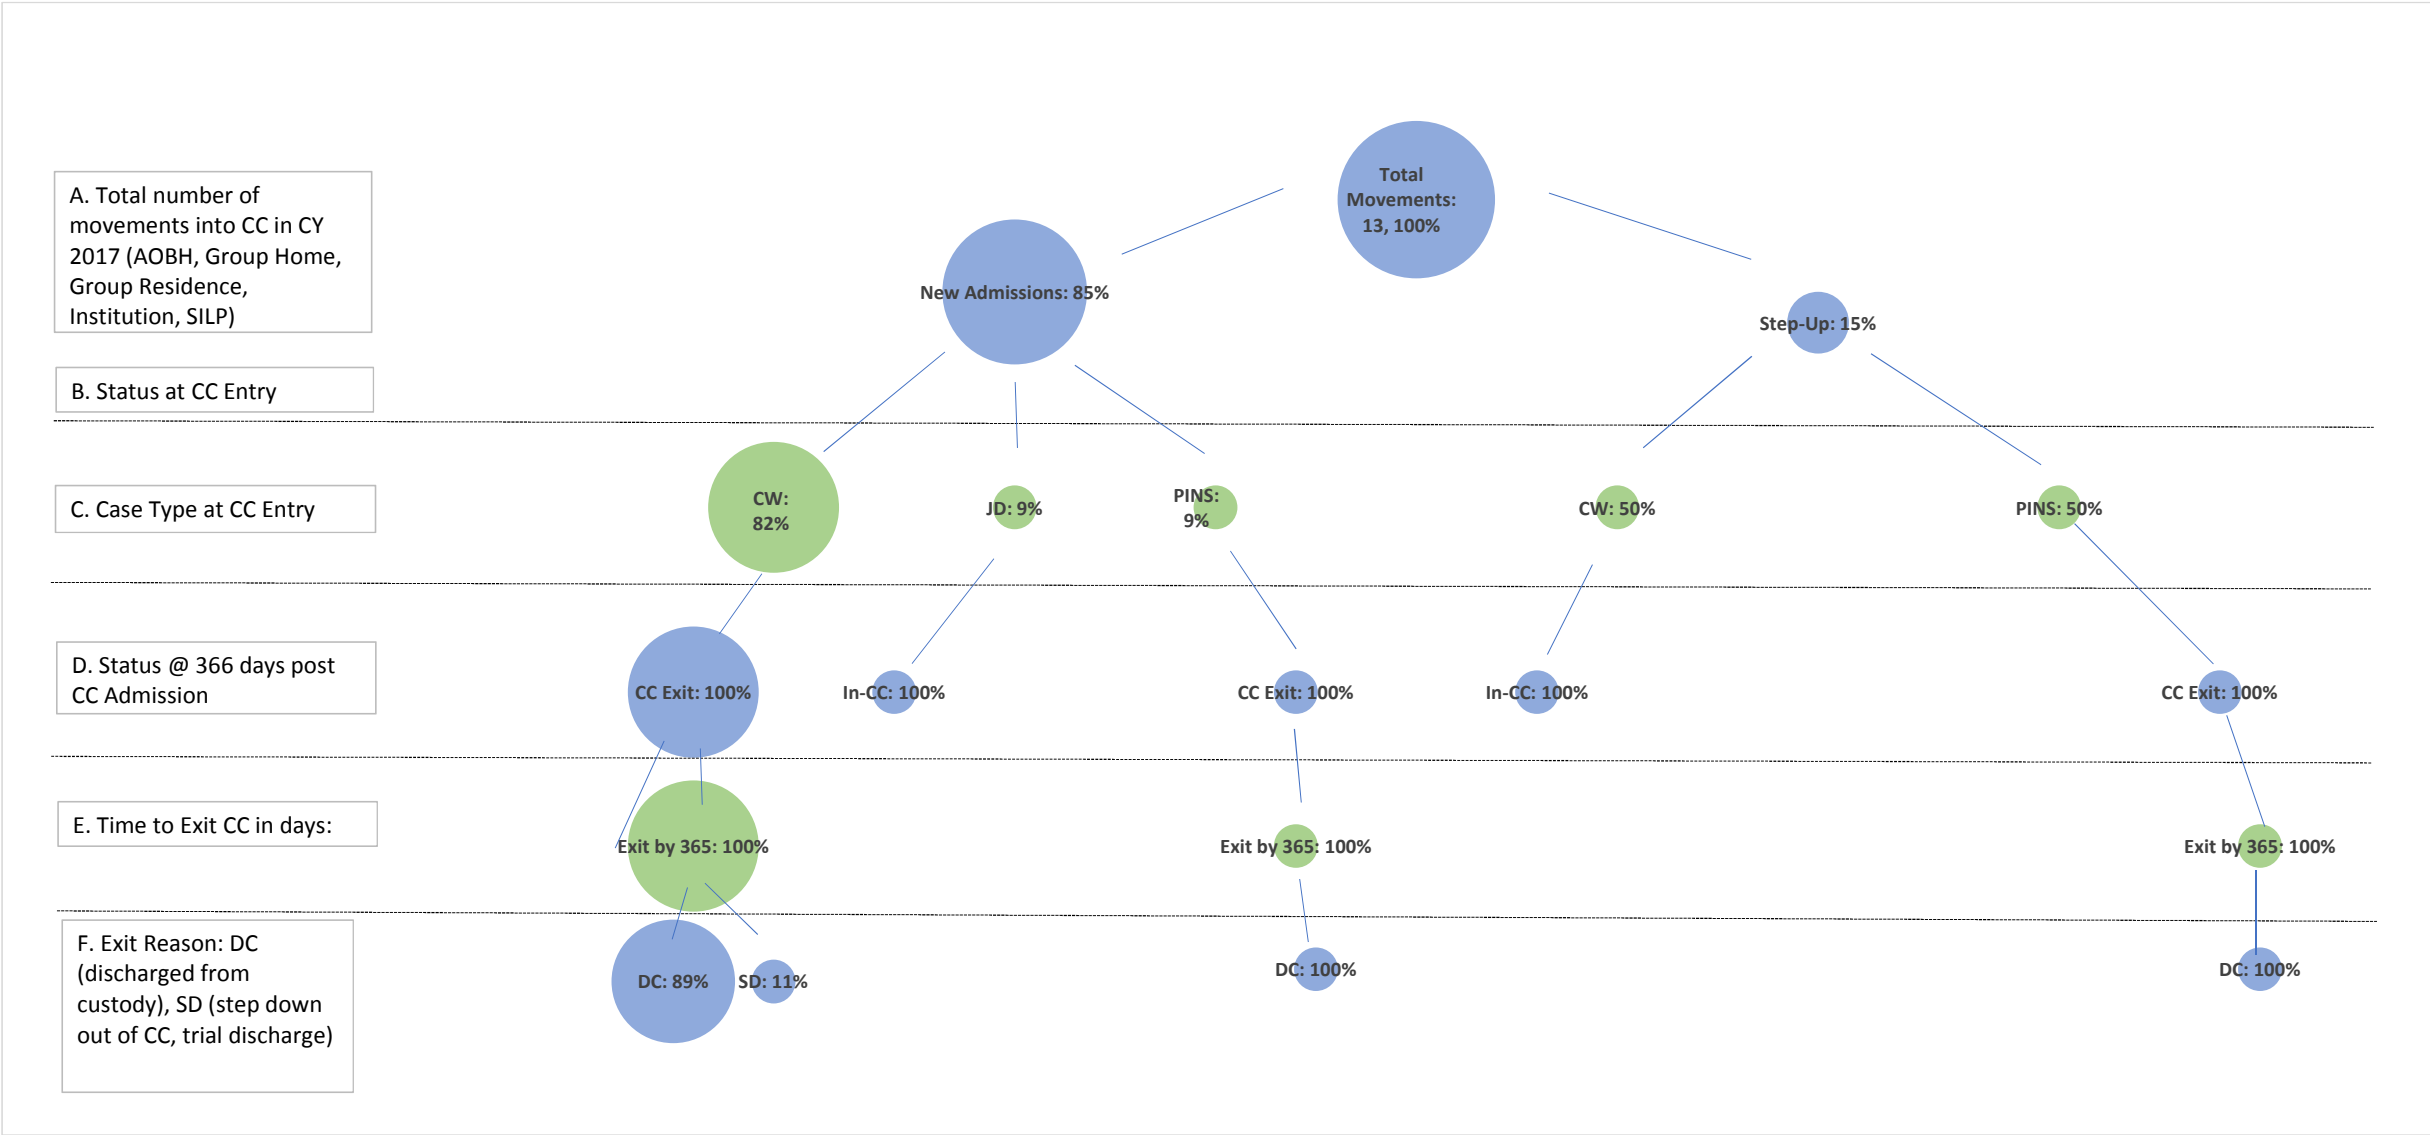 Total
Movements:
13, 100%
A. Total number of
movements into CC in CY
2017 (AOBH, Group Home,
Group Residence,
Institution, SILP)
New Admissions: 85%
Step-Up: 15%
B. Status at CC Entry
C. Case Type at CC Entry
CW:
82%
JD: 9%
PINS:
9%
CW: 50%
PINS: 50%
D. Status @ 366 days post
CC Admission
CC Exit: 100%
In-CC: 100%
CC Exit: 100%
In-CC: 100%
CC Exit: 100%
E. Time to Exit CC in days:
Exit by 365: 100%
Exit by 365: 100%
Exit by 365: 100%
F. Exit Reason: DC
(discharged from
custody), SD (step down
out of CC, trial discharge)
DC: 89%
SD: 11%
DC: 100%
DC: 100%